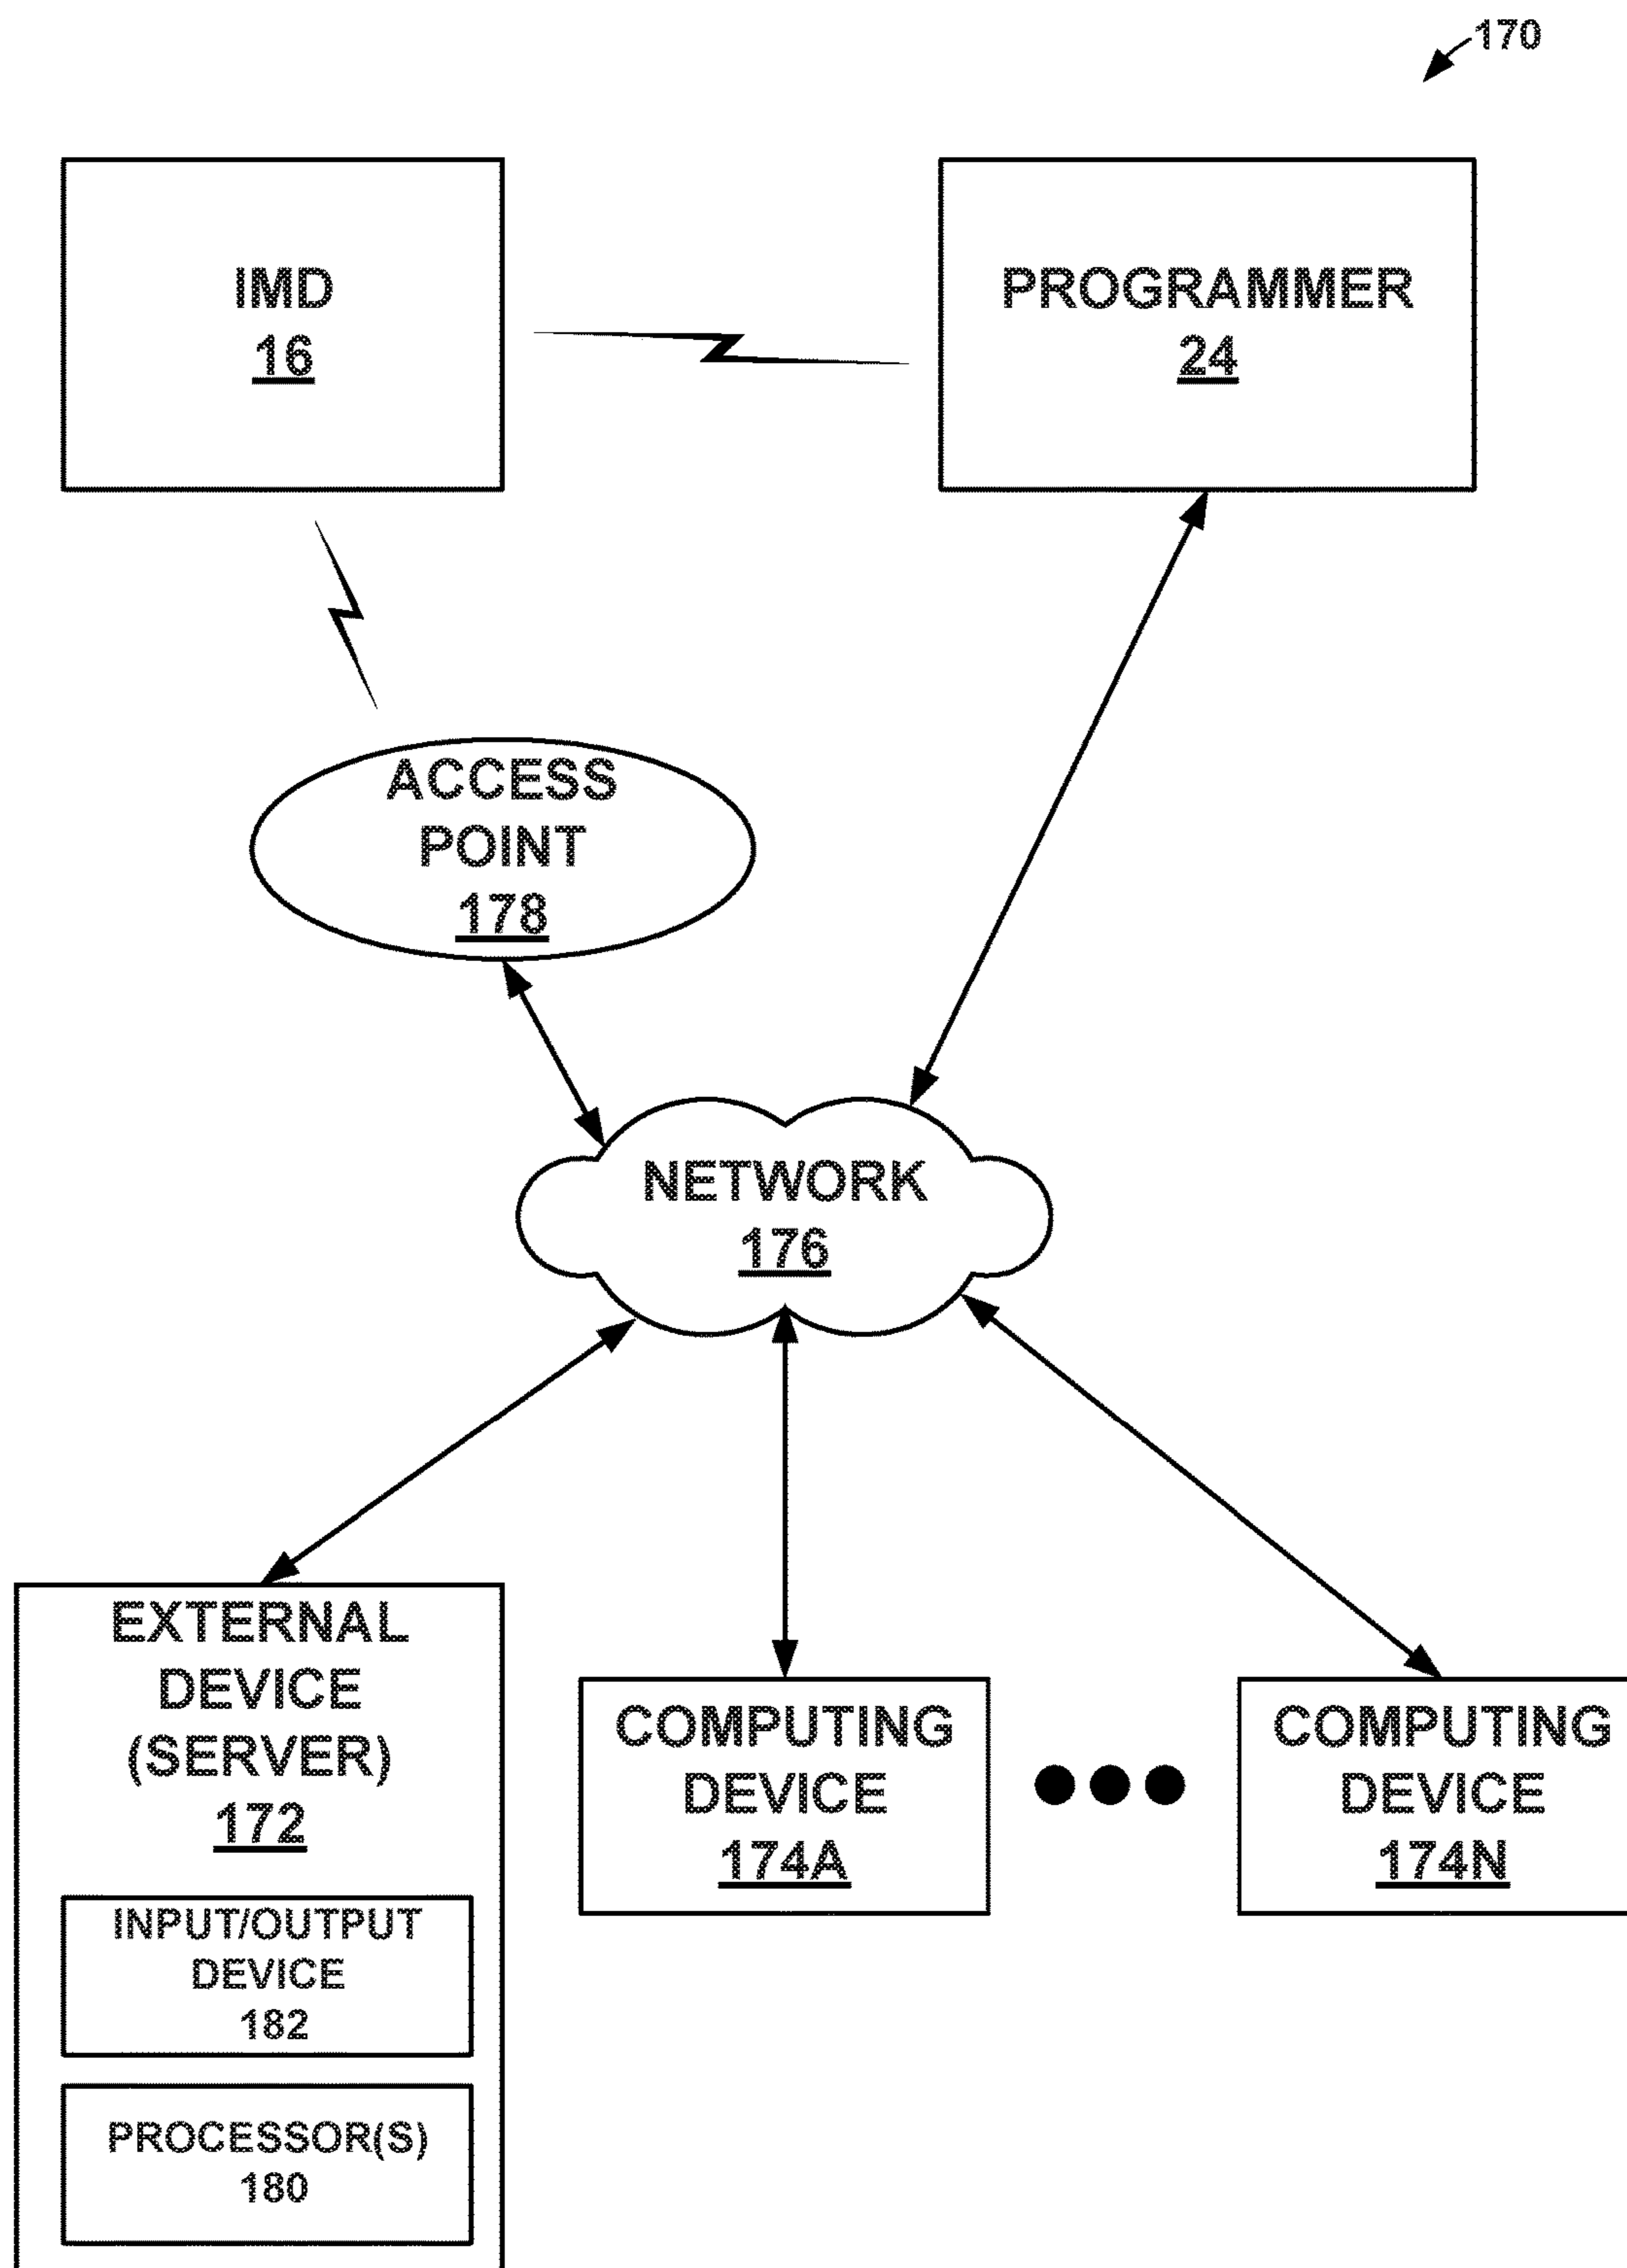 170
IMD
16
PROGRAMMER
24
ACCESS
POINT
178
NETWORK
176
EXTERNAL
DEVICE
(SERVER)
172
INPUT/OUTPUT
DEVICE
182
PROCESSOR(S)
180
COMPUTING
DEVICE
174A
COMPUTING
DEVICE
174N